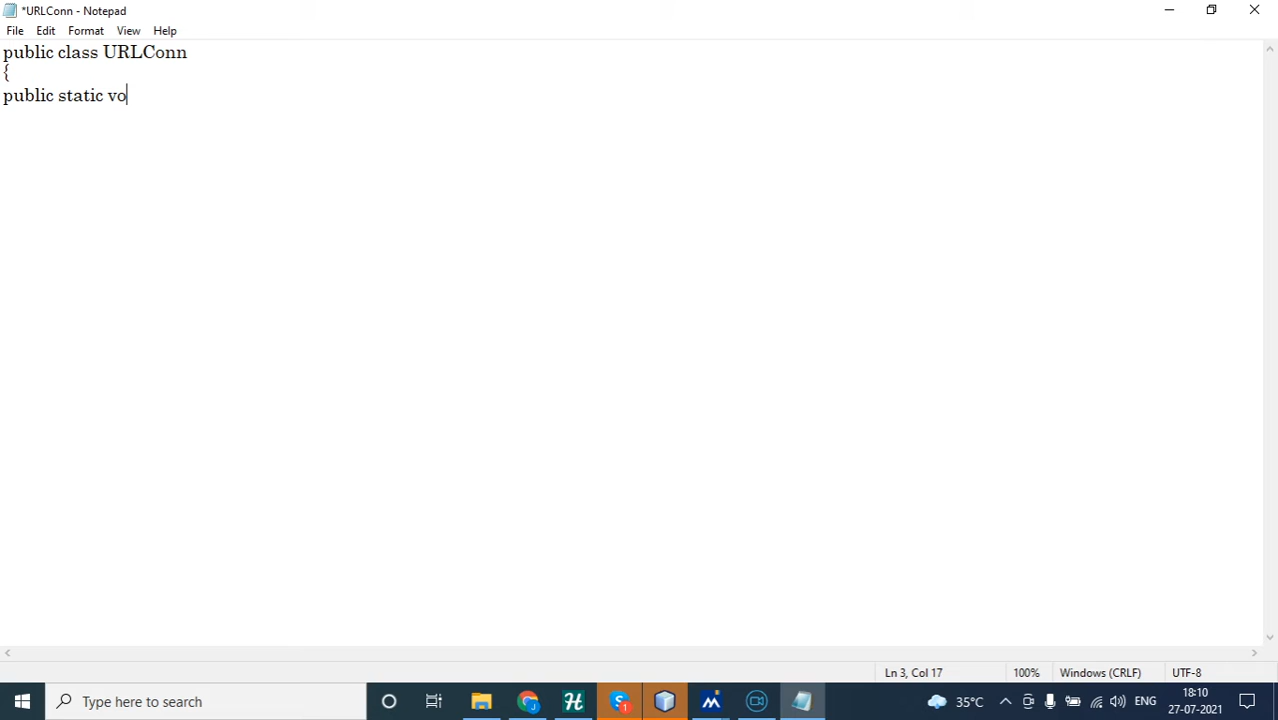 *URLConn - Notepad
File Edit Format View Help
public class URLConn
{
public static vo
Ln 3, Col 17 100% Windows (CRLF) UTF-8
Type here to search 1 35°C ENG 18:10
27-07-2021